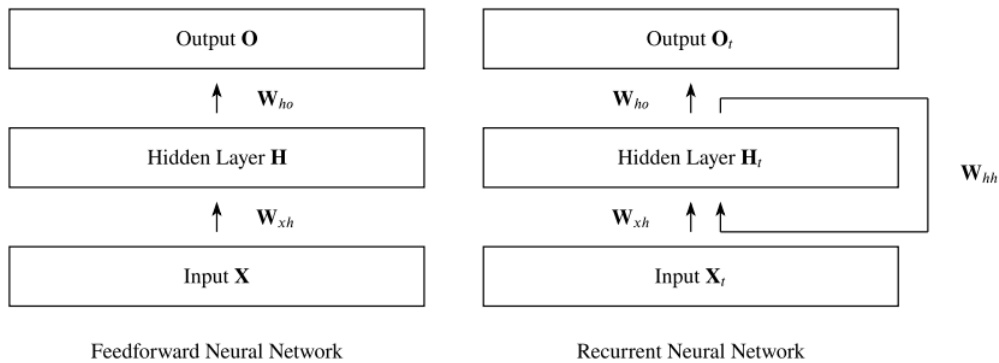 Output O
Output O_t
W_ho
W_ho
Hidden Layer H
Hidden Layer H_t
W_hh
W_xh
W_xh
Input X
Input X_t
Feedforward Neural Network
Recurrent Neural Network